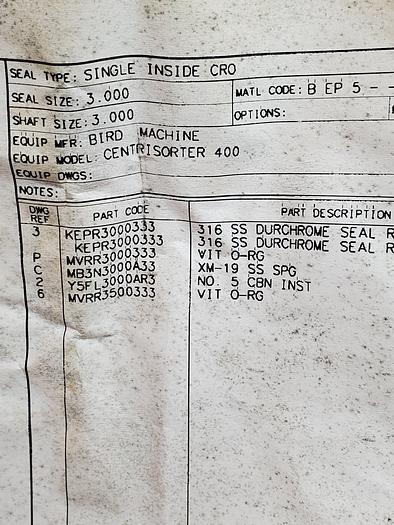 SEAL TYPE: SINGLE INSIDE CRO
SEAL SIZE: 3.000
MATL CODE: B EP 5 - -
SHAFT SIZE: 3.000
OPTIONS:
EQUIP MFR: BIRD MACHINE
EQUIP MODEL: CENTRISORTER 400
EQUIP DWGS:
NOTES:
DWG REF PART CODE PART DESCRIPTION
3 KEPR3000333 316 SS DURCHROME SEAL R
KEPR3000333 316 SS DURCHROME SEAL R
P MVRR3000333 VIT O-RG
C MB3N3000A33 XM-19 SS SPG
2 Y5FL3000AR3 NO. 5 CBN INST
6 MVRR3500333 VIT O-RG